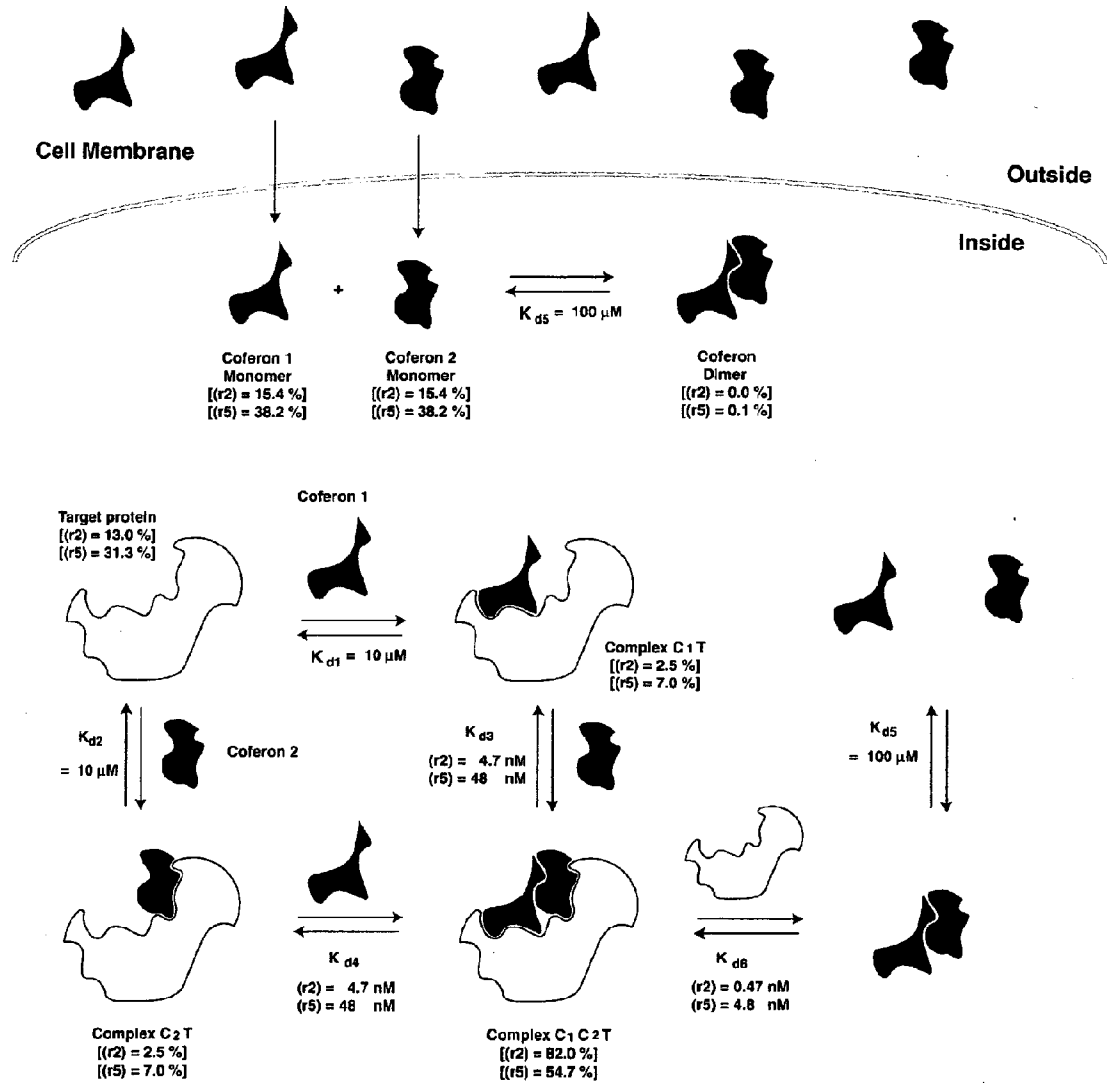 Cell Membrane
Outside
Inside
+
K d5 = 100 µM
Coferon 1
Monomer
[(r2) = 15.4 %]
[(r5) = 38.2 %]
Coferon 2
Monomer
[(r2) = 15.4 %]
[(r5) = 38.2 %]
Coferon
Dimer
[(r2) = 0.0 %]
[(r5) = 0.1 %]
Coferon 1
Target protein
[(r2) = 13.0 %]
[(r5) = 31.3 %]
K d1 = 10 µM
Complex C1T
[(r2) = 2.5 %]
[(r5) = 7.0 %]
K d2
= 10 µM
Coferon 2
K d3
(r2) = 4.7 nM
(r5) = 48 nM
K d5
= 100 µM
K d4
(r2) = 4.7 nM
(r5) = 48 nM
K d6
(r2) = 0.47 nM
(r5) = 4.8 nM
Complex C2T
[(r2) = 2.5 %]
[(r5) = 7.0 %]
Complex C1C2T
[(r2) = 82.0 %]
[(r5) = 54.7 %]